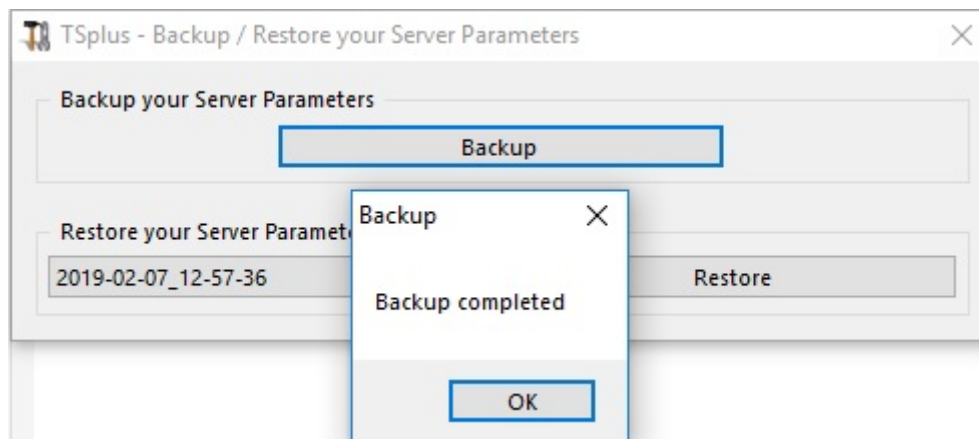 TSplus - Backup / Restore your Server Parameters
Backup your Server Parameters
Backup
Backup
Restore your Server Paramet
2019-02-07_12-57-36
Restore
Backup completed
OK